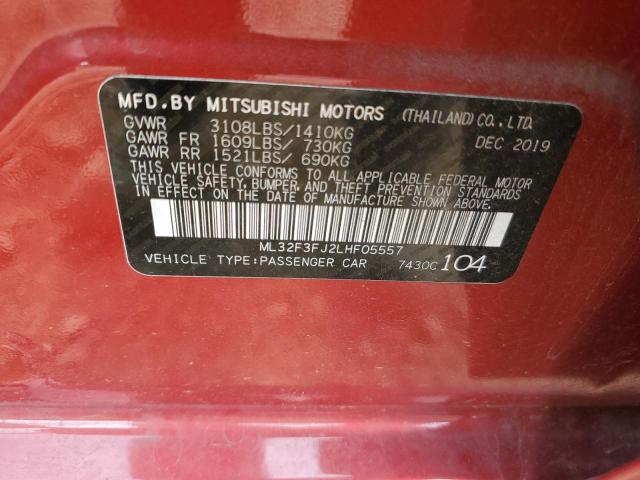 MFD. BY MITSUBISHI MOTORS (THAILAND) CO., LTD.
GVWR 3108LBS/1410KG DEC 2019
GAWR FR 1609LBS/ 730KG
GAWR RR 1521LBS/ 690KG
THIS VEHICLE CONFORMS TO ALL APPLICABLE FEDERAL MOTOR
VEHICLE SAFETY, BUMPER, AND THEFT PREVENTION STANDARDS
IN EFFECT ON THE DATE OF MANUFACTURE SHOWN ABOVE.
ML32F3FJ2LHF05557
VEHICLE TYPE:PASSENGER CAR 7430C 104